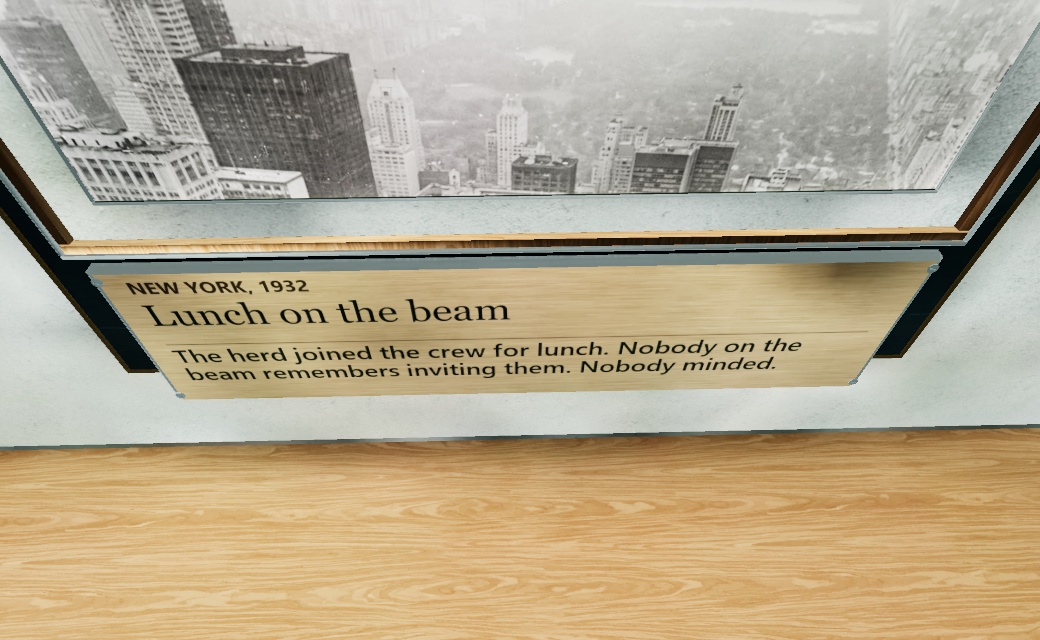 NEW YORK, 1932
Lunch on the beam
The herd joined the crew for lunch. Nobody on the
beam remembers inviting them. Nobody minded.